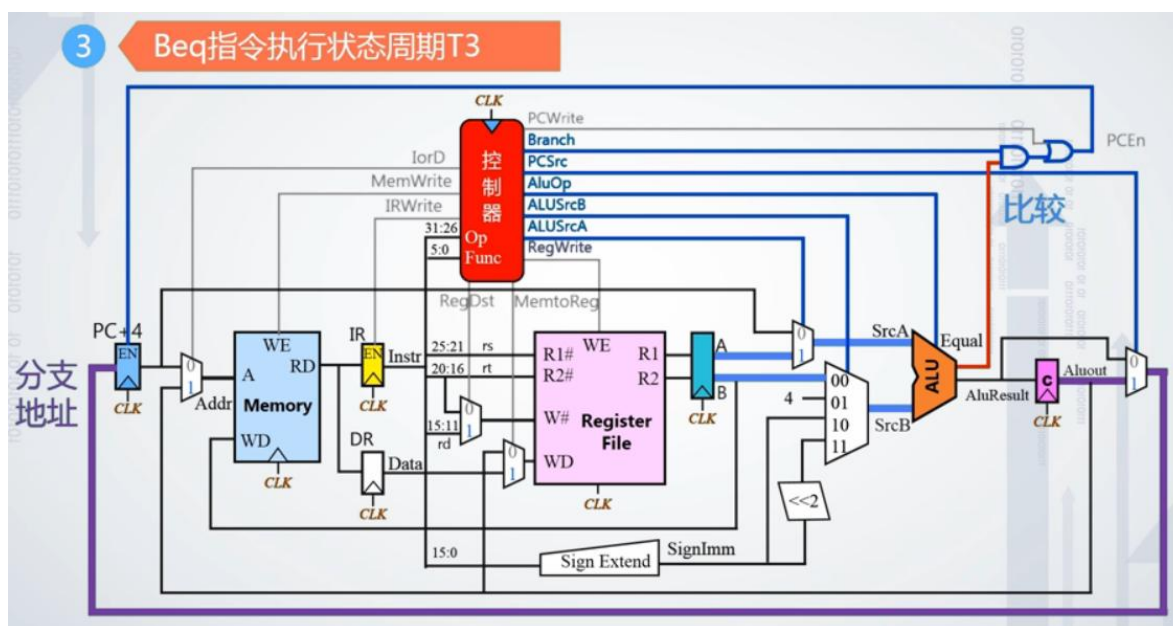 3 Beq指令执行状态周期T3
CLK
PCWrite
Branch
PCSrc
AluOp
ALUSrcB
ALUSrcA
RegWrite
PCEn
比较
控制器
IorD
MemWrite
IRWrite
31:26
Op
5:0
Func
RegDst
MemtoReg
PC+4
EN
CLK
分支
地址
0
1
Addr
WE
A
RD
Memory
WD
CLK
IR
EN
Instr
CLK
DR
Data
CLK
25:21 rs
20:16 rt
15:11
rd
0
1
0
1
WE
R1#
R1
R2#
R2
W#
Register
File
WD
CLK
A
B
CLK
0
1
SrcA
00
4
01
10
11
SrcB
<<2
15:0
Sign Extend
SignImm
ALU
Equal
AluResult
C
CLK
Aluout
0
1